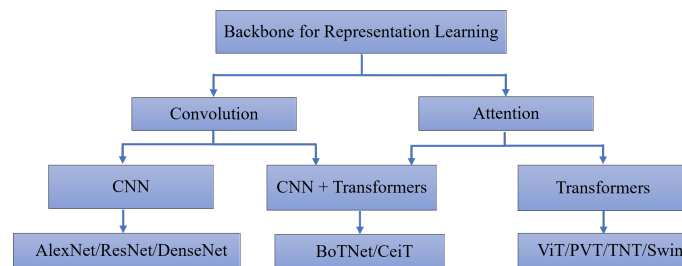 Backbone for Representation Learning
Convolution
Attention
CNN
CNN + Transformers
Transformers
AlexNet/ResNet/DenseNet
BoTNet/CeiT
ViT/PVT/TNT/Swin